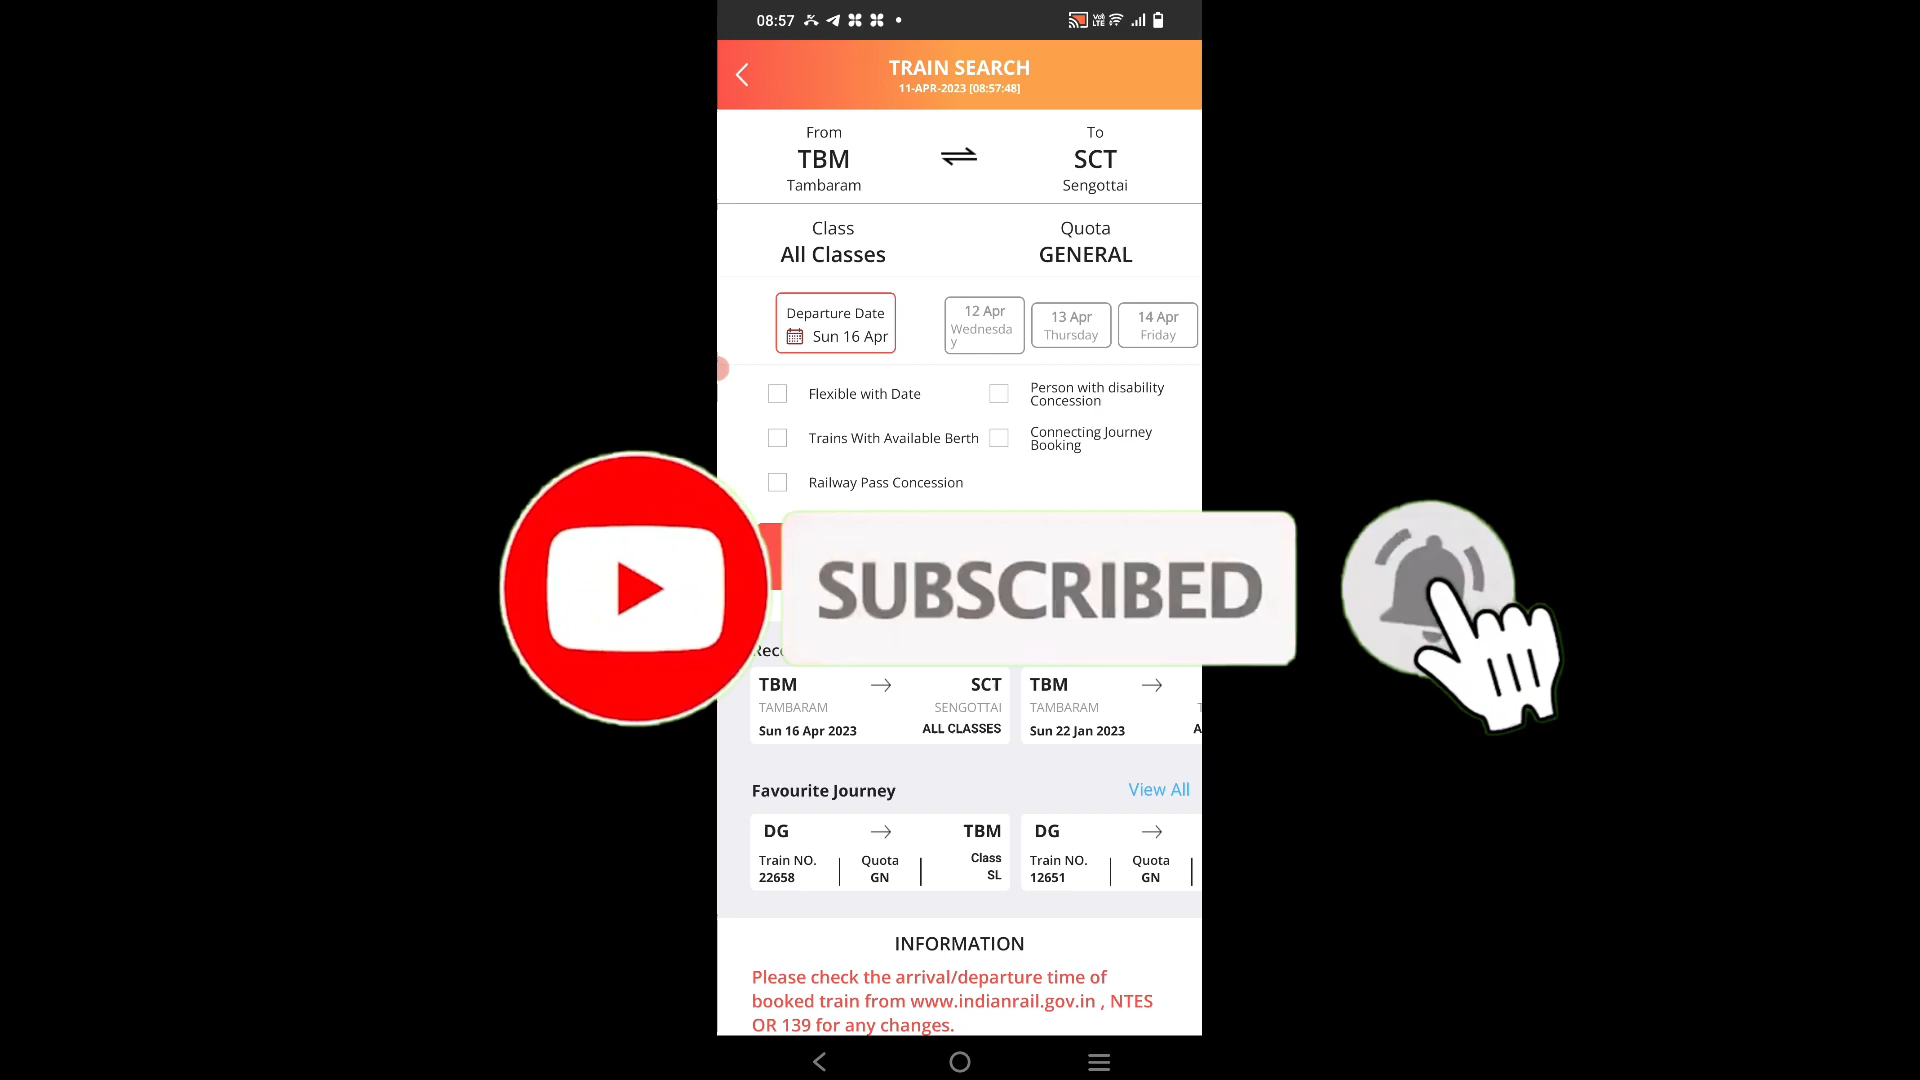 08:57
Vo) LTE
TRAIN SEARCH
11-APR-2023 [08:57:48]
From
To
TBM
SCT
Tambaram
Sengottai
Class
Quota
All Classes
GENERAL
Departure Date
Sun 16 Apr
12 Apr
Wednesda
y
13 Apr
Thursday
14 Apr
Friday
Flexible with Date
Person with disability
Concession
Trains With Available Berth
Connecting Journey
Booking
Railway Pass Concession
SUBSCRIBED
TBM
SCT
TAMBARAM
SENGOTTAI
Sun 16 Apr 2023
ALL CLASSES
TBM
TAMBARAM
Sun 22 Jan 2023
Favourite Journey
View All
DG
TBM
Train NO.
22658
Quota
GN
Class
SL
DG
Train NO.
12651
Quota
GN
INFORMATION
Please check the arrival/departure time of
booked train from www.indianrail.gov.in , NTES
OR 139 for any changes.